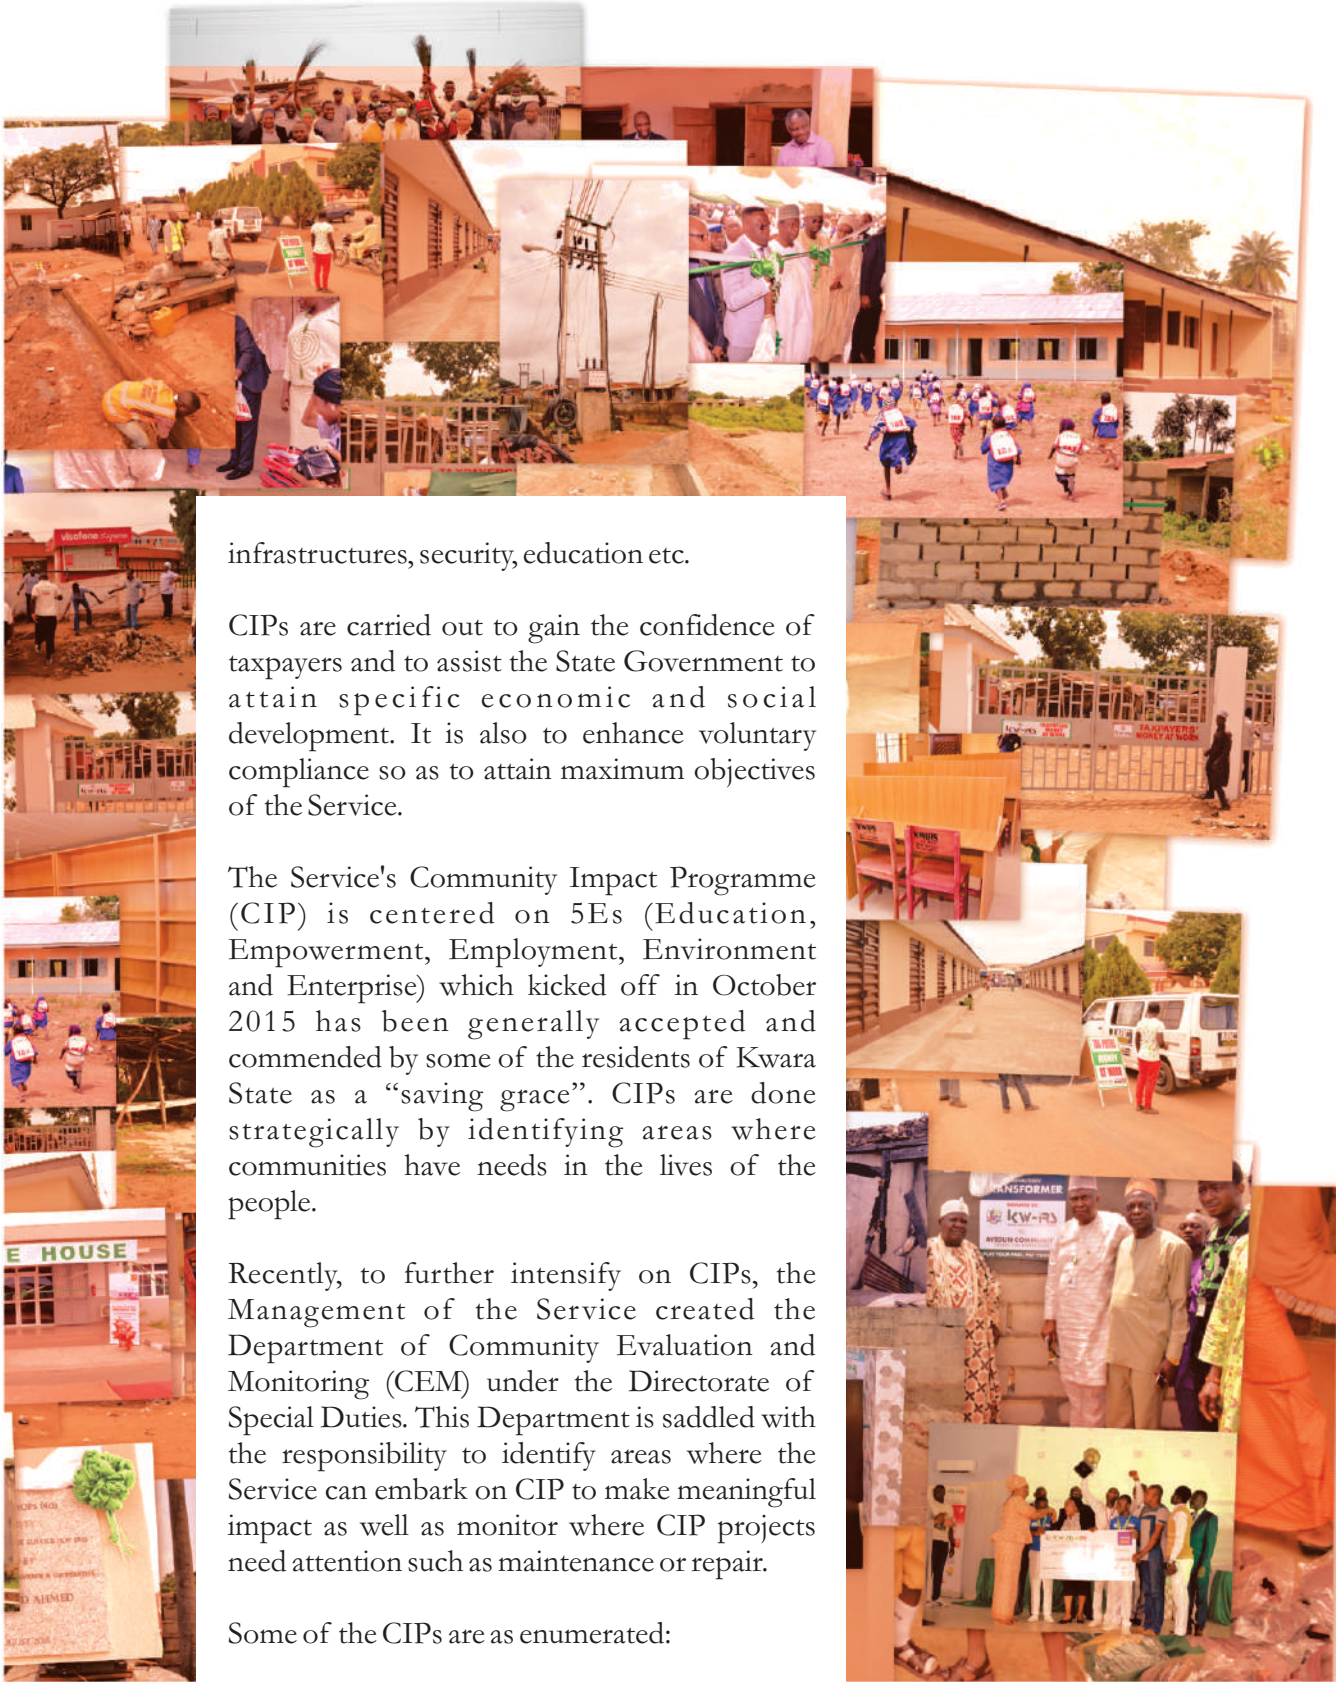 visafone
infrastructures, security, education etc.
CIPs are carried out to gain the confidence of
taxpayers and to assist the State Government to
attain specific economic and social
development. It is also to enhance voluntary
compliance so as to attain maximum objectives
of the Service.
The Service's Community Impact Programme
(CIP) is centered on 5Es (Education,
Empowerment, Employment, Environment
and Enterprise) which kicked off in October
2015 has been generally accepted and
commended by some of the residents of Kwara
State as a “saving grace”. CIPs are done
strategically by identifying areas where
communities have needs in the lives of the
people.
Recently, to further intensify on CIPs, the
Management of the Service created the
Department of Community Evaluation and
Monitoring (CEM) under the Directorate of
Special Duties. This Department is saddled with
the responsibility to identify areas where the
Service can embark on CIP to make meaningful
impact as well as monitor where CIP projects
need attention such as maintenance or repair.
Some of the CIPs are as enumerated:
TAXPAYERS'
MONEY AT WORK
KWIRS
MONEY
AT WORK
E HOUSE
TRANSFORMER
KW-IRS
D AHMED